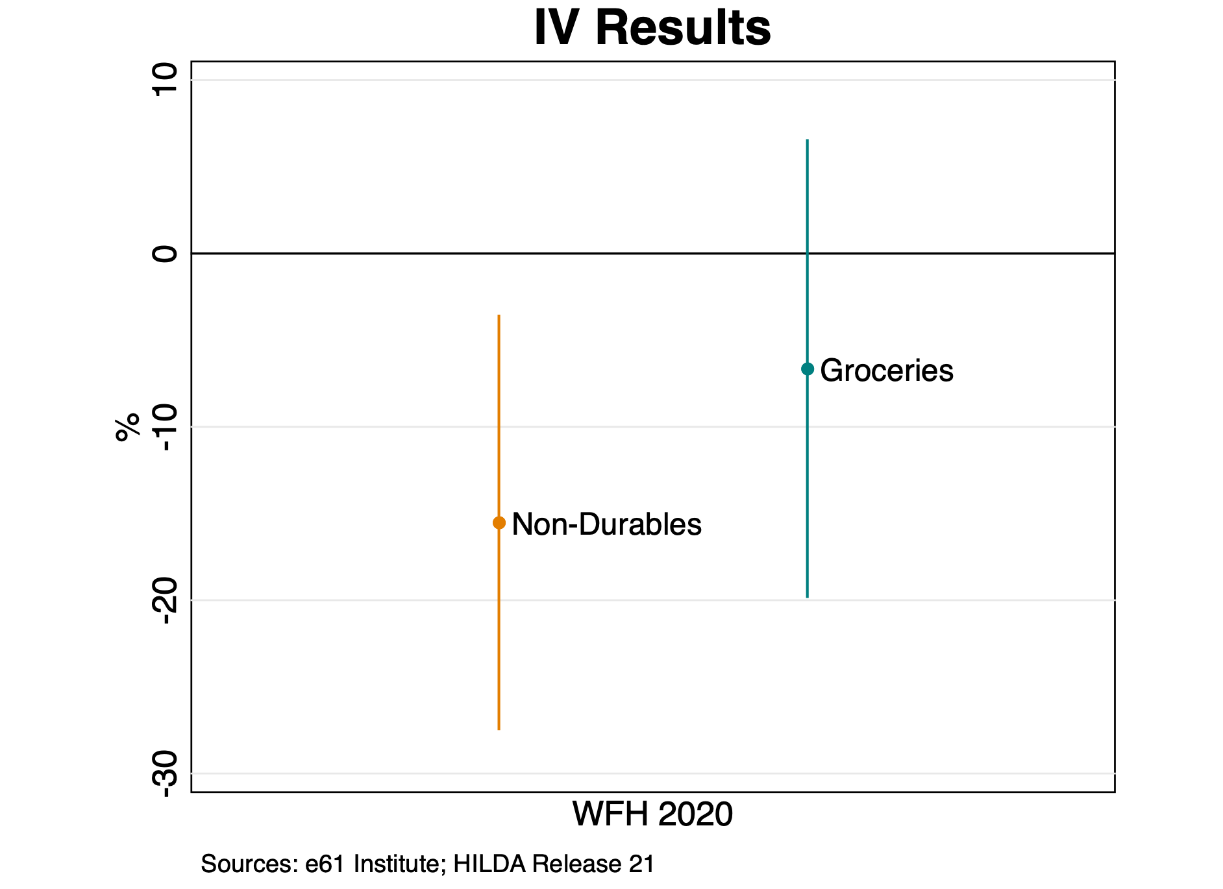 IV Results
10
0
-10
-20
-30
%
Groceries
Non-Durables
WFH 2020
Sources: e61 Institute; HILDA Release 21